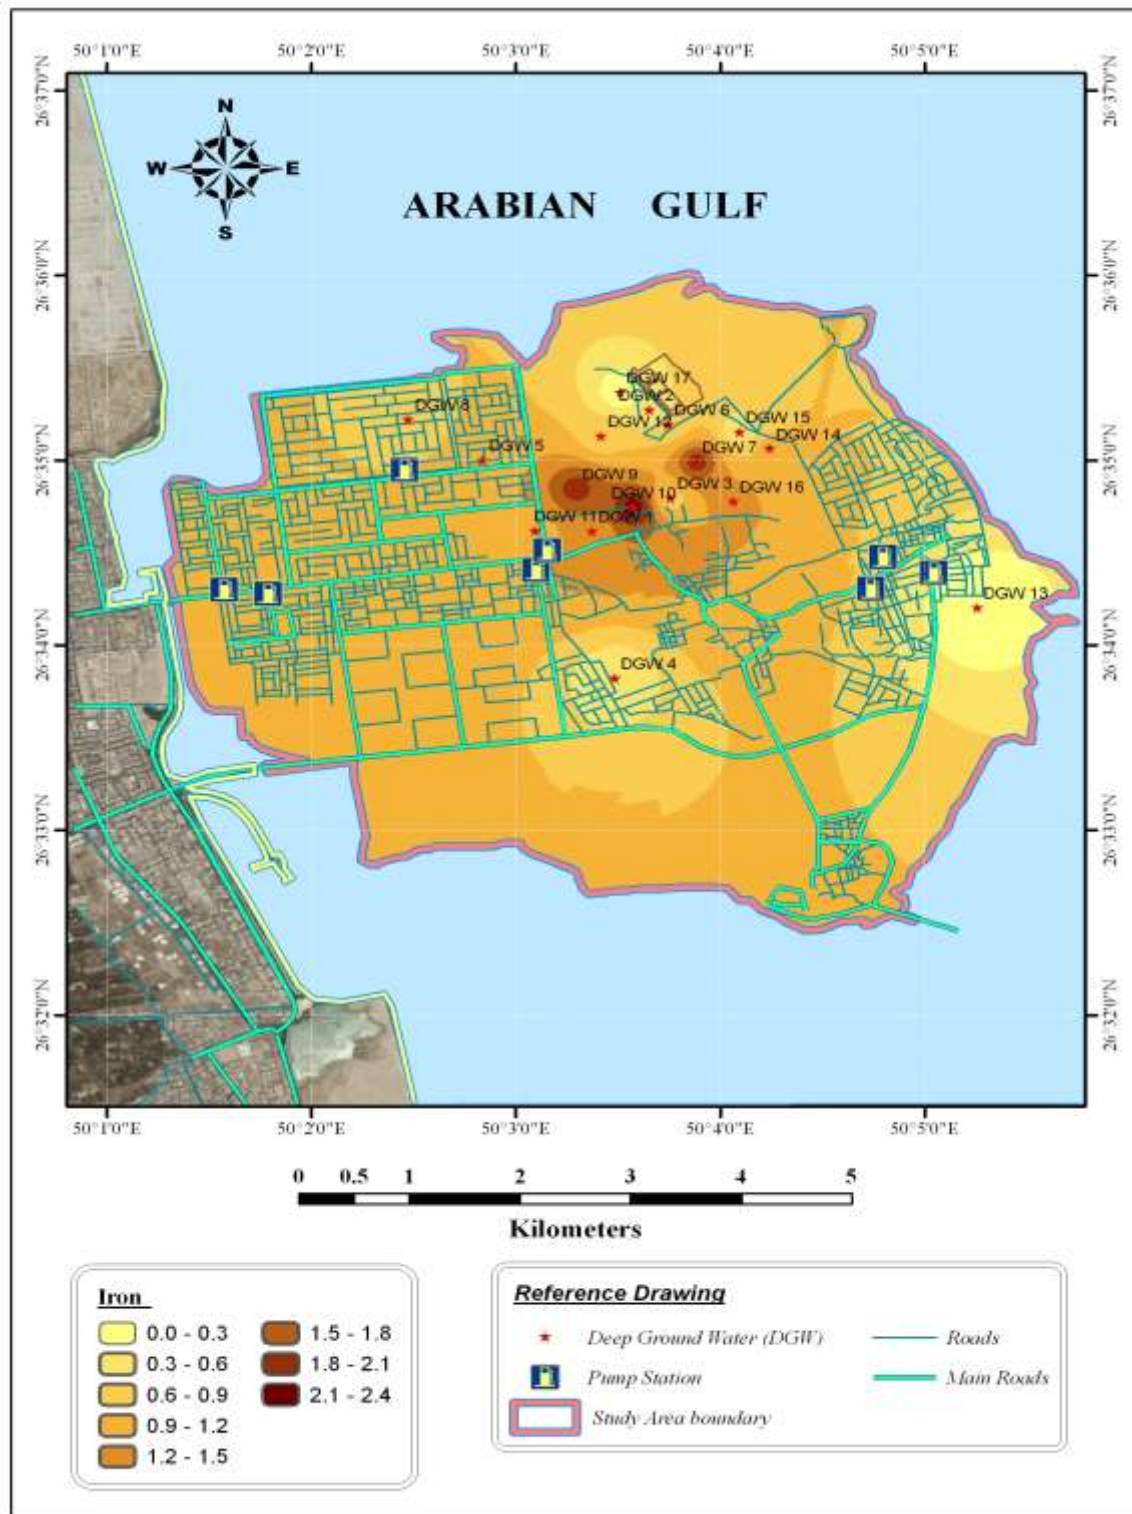 50°1'0"E 50°2'0"E 50°3'0"E 50°4'0"E 50°5'0"E
26°37'0"N 26°37'0"N
N
W E
S
ARABIAN GULF
26°36'0"N 26°36'0"N
DGW 17
DGW 2
DGW 8
DGW 6
DGW 15
DGW 12
DGW 14
DGW 5
DGW 7
26°35'0"N 26°35'0"N
DGW 9
DGW 3
DGW 16
DGW 10
DGW 11
DGW 1
DGW 13
26°34'0"N 26°34'0"N
DGW 4
26°33'0"N 26°33'0"N
26°32'0"N 26°32'0"N
50°1'0"E 50°2'0"E 50°3'0"E 50°4'0"E 50°5'0"E
0 0.5 1 2 3 4 5
Kilometers
Iron
0.0 - 0.3
0.3 - 0.6
0.6 - 0.9
0.9 - 1.2
1.2 - 1.5
1.5 - 1.8
1.8 - 2.1
2.1 - 2.4
Reference Drawing
Deep Ground Water (DGW)
Pump Station
Study Area boundary
Roads
Main Roads